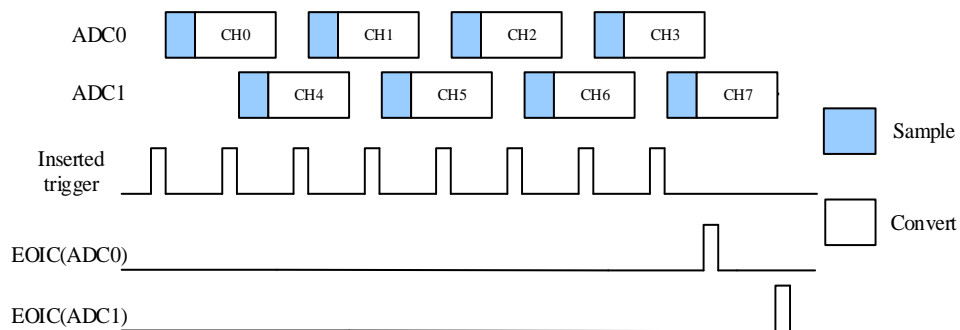 ADC0
CH0
CH1
CH2
CH3
ADC1
CH4
CH5
CH6
CH7
Sample
Inserted
trigger
Convert
EOIC(ADC0)
EOIC(ADC1)